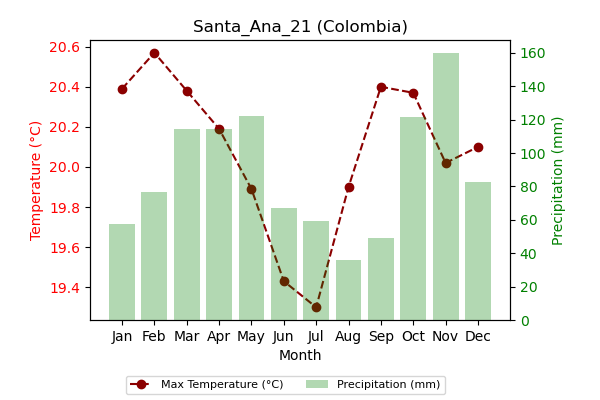 Santa_Ana_21 (Colombia)
Temperature (°C)
20.6
20.4
20.2
20.0
19.8
19.6
19.4
160
140
120
100
80
60
40
20
0
Precipitation (mm)
Jan Feb Mar Apr May Jun Jul Aug Sep Oct Nov Dec
Month
Max Temperature (°C) Precipitation (mm)